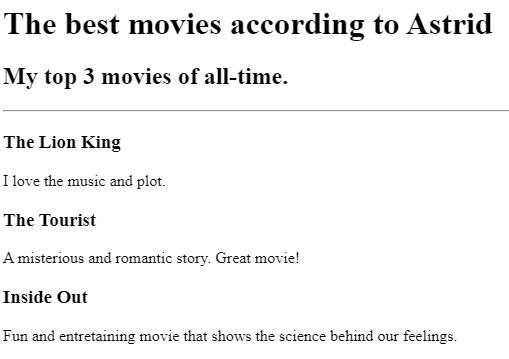 The best movies according to Astrid
My top 3 movies of all-time.
The Lion King
I love the music and plot.
The Tourist
A misterious and romantic story. Great movie!
Inside Out
Fun and entretaining movie that shows the science behind our feelings.